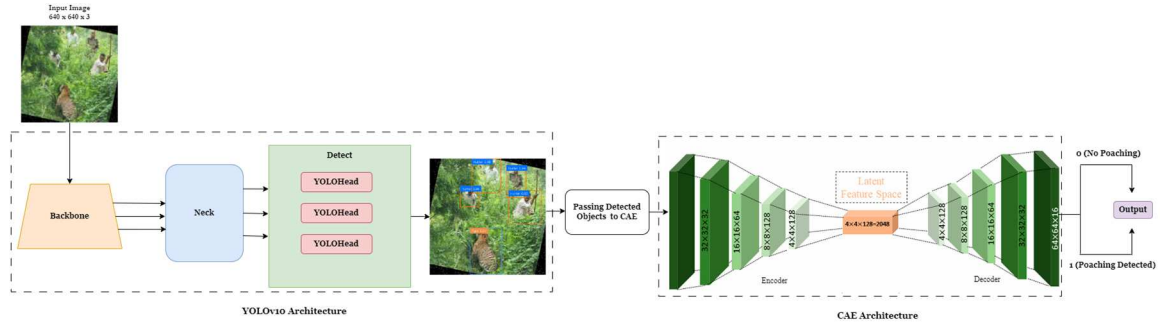 Input Image
640 x 640 x 3
Backbone
Neck
Detect
YOLOHead
YOLOHead
YOLOHead
YOLOv10 Architecture
Passing Detected
Objects to CAE
32×32×32
16×16×64
8×8×128
4×4×128
Encoder
Latent
Feature Space
4×4×128=2048
4×4×128
8×8×128
16×16×64
32×32×32
64×64×16
Decoder
CAE Architecture
0 (No Poaching)
Output
1 (Poaching Detected)